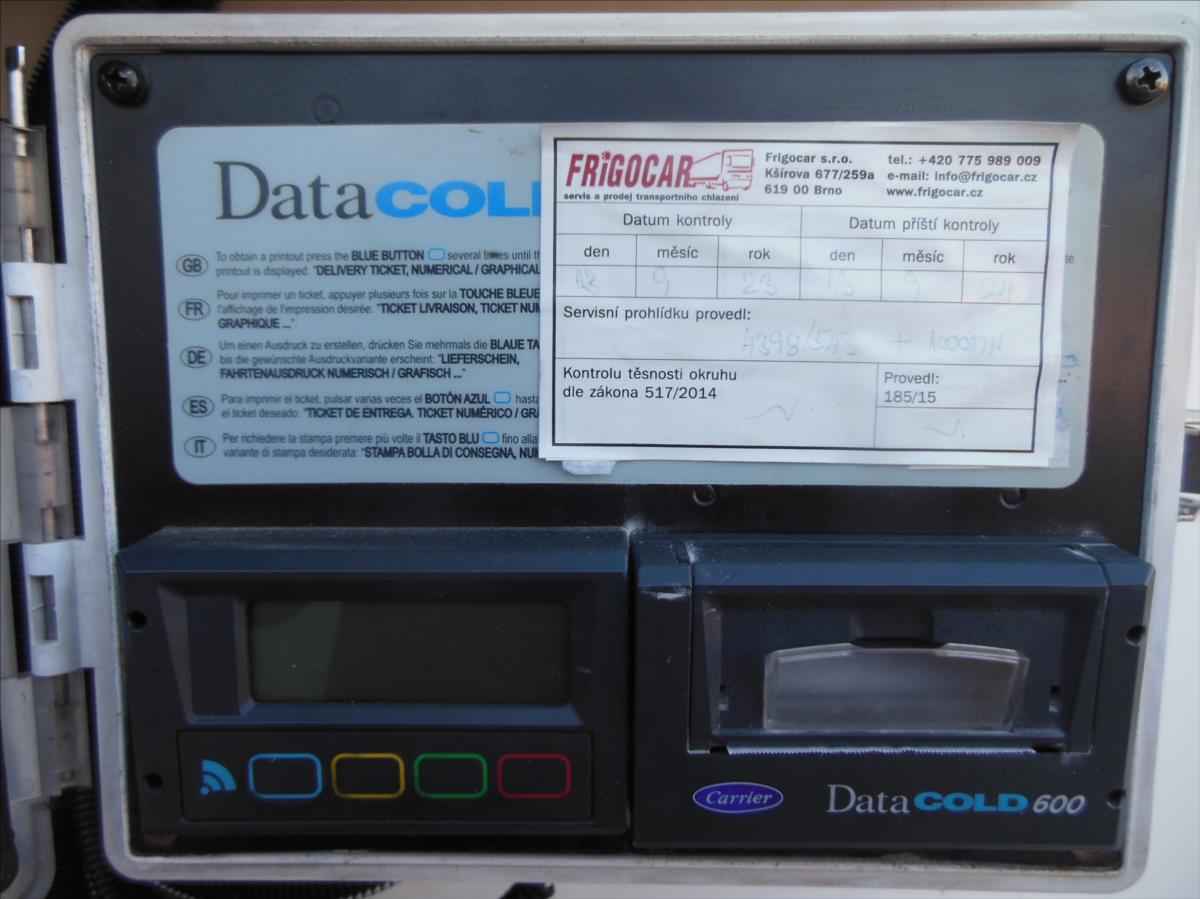 Data COL
GB To obtain a printout press the BLUE BUTTON several times until th
printout is displayed: "DELIVERY TICKET, NUMERICAL / GRAPHICAL
FR Pour imprimer un ticket, appuyer plusieurs fois sur la TOUCHE BLEUE
l'affichage de l'impression désirée: "TICKET LIVRAISON, TICKET NUM
GRAPHIQUE ..."
DE Um einen Ausdruck zu erstellen, drücken Sie mehrmals die BLAUE TA
bis die gewünschte Ausdruckvariante erscheint: "LIEFERSCHEIN,
FAHRTENAUSDRUCK NUMERISCH / GRAFISCH ..."
ES Para imprimir el ticket, pulsar varias veces el BOTÓN AZUL hasta
el ticket deseado: "TICKET DE ENTREGA, TICKET NUMÉRICO / GRA
IT Per richiedere la stampa premere più volte il TASTO BLU fino alla
variante di stampa desiderata: "STAMPA BOLLA DI CONSEGNA, NUM
FRIGOCAR
servis a prodej transportního chlazení
Frigocar s.r.o.
Kšírova 677/259a
619 00 Brno
tel.: +420 775 989 009
e-mail: info@frigocar.cz
www.frigocar.cz
Datum kontroly Datum příští kontroly
den měsíc rok den měsíc rok
12 9 23 9 24
Servisní prohlídku provedl:
4398/543 +
Kontrolu těsnosti okruhu
dle zákona 517/2014
Provedl:
185/15
Carrier
Data COLD 600